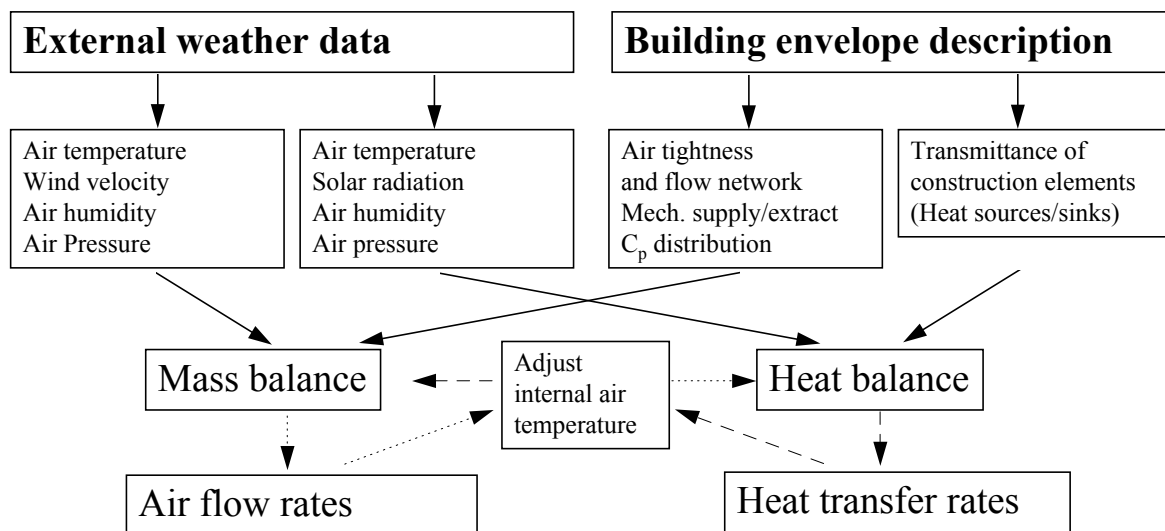 External weather data
Building envelope description
Air temperature
Wind velocity
Air humidity
Air Pressure
Air temperature
Solar radiation
Air humidity
Air pressure
Air tightness
and flow network
Mech. supply/extract
Cp distribution
Transmittance of
construction elements
(Heat sources/sinks)
Mass balance
Adjust
internal air
temperature
Heat balance
Air flow rates
Heat transfer rates